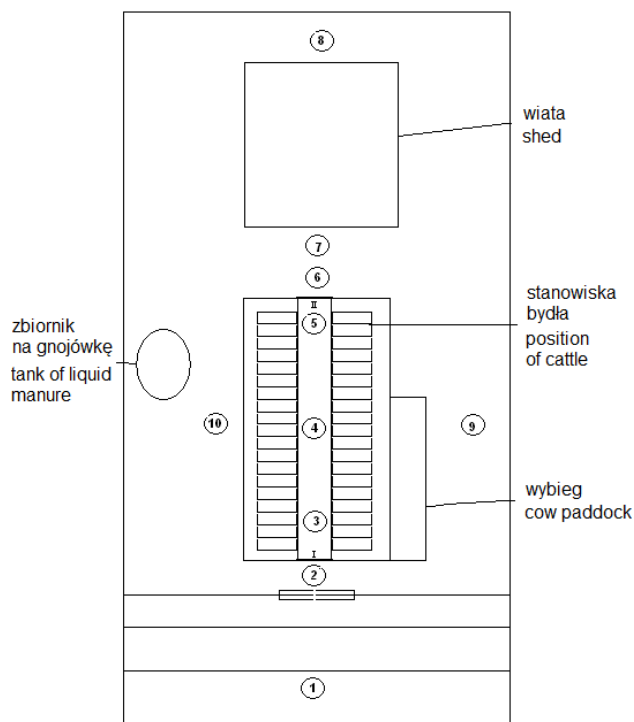 8
wiata
shed
7
6
II
5
stanowiska
bydła
position
of cattle
zbiornik
na gnojówkę
tank of liquid
manure
10
4
9
wybieg
cow paddock
3
I
2
1